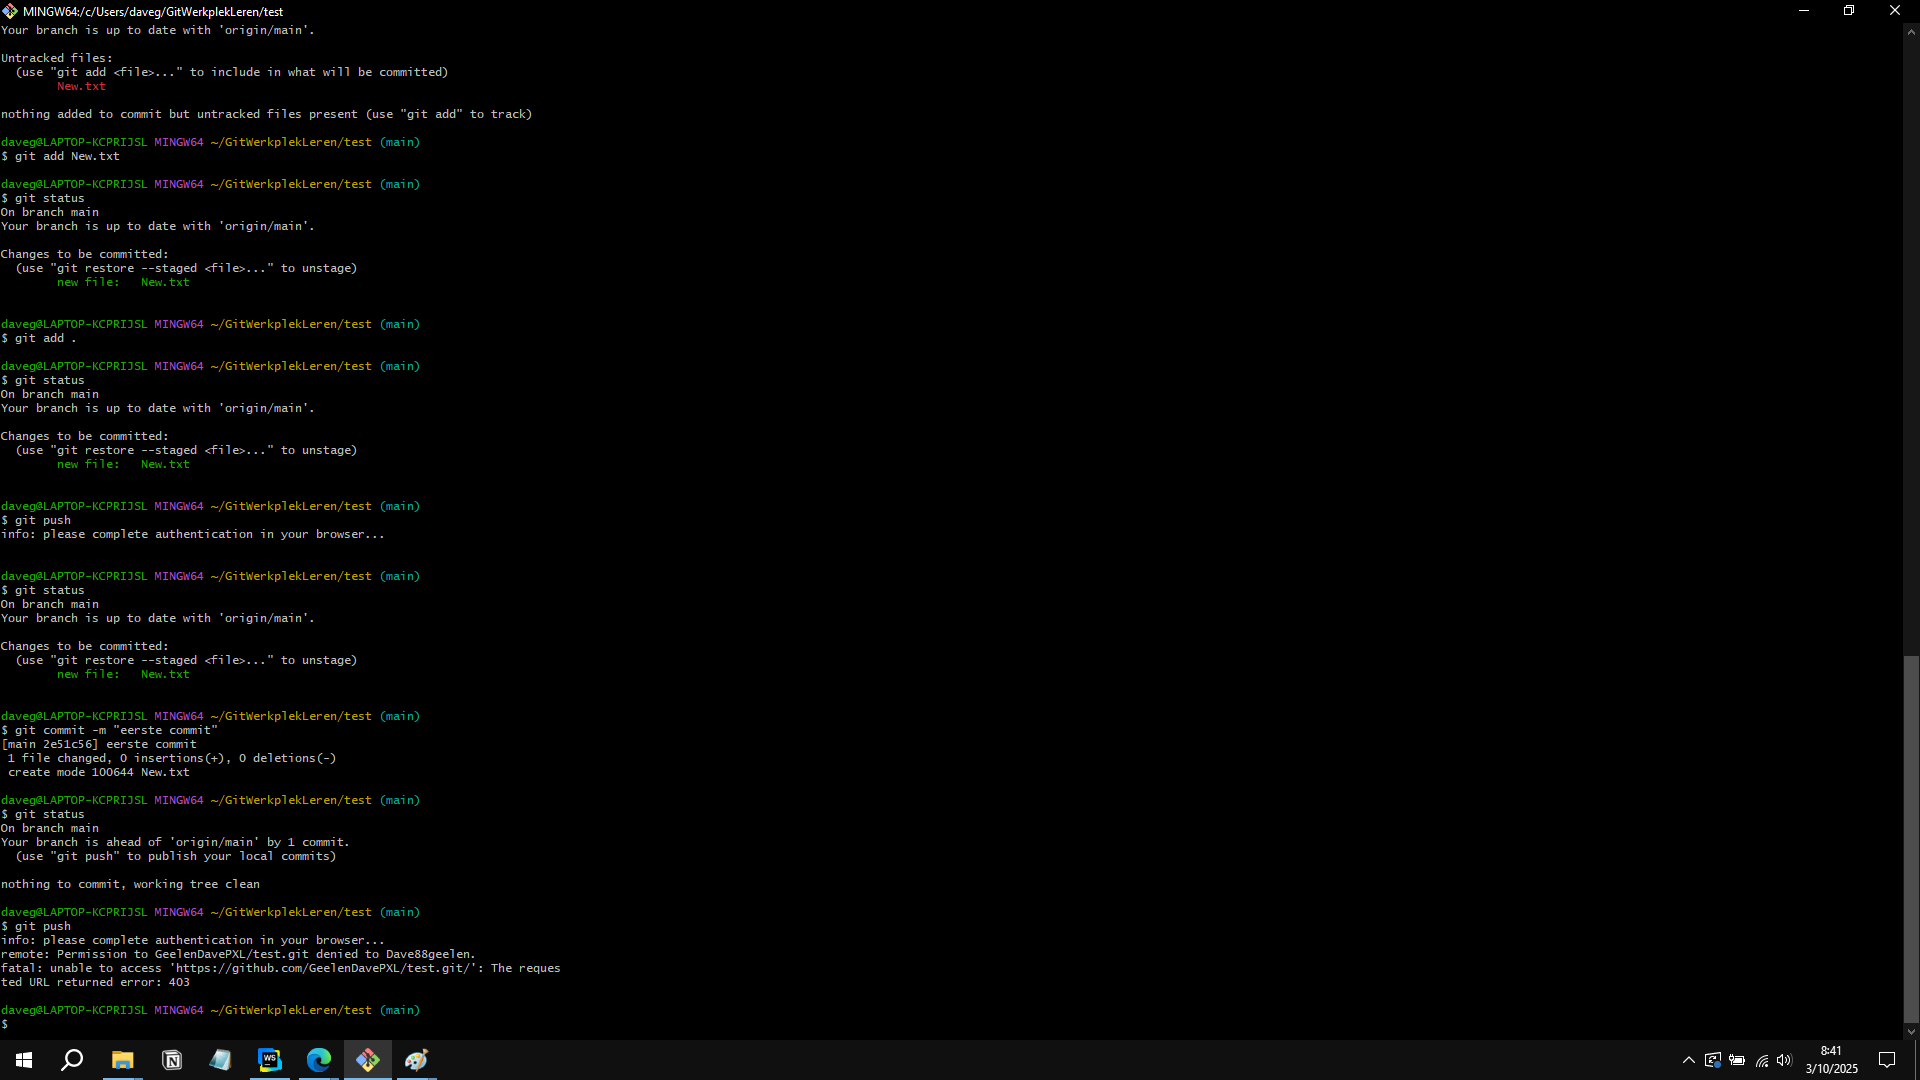 MINGW64:/c/Users/daveg/GitWerkplekLeren/test
Your branch is up to date with 'origin/main'.
Untracked files:
  (use "git add <file>..." to include in what will be committed)
        New.txt
nothing added to commit but untracked files present (use "git add" to track)
daveg@LAPTOP-KCPRIJSL MINGW64 ~/GitWerkplekLeren/test (main)
$ git add New.txt
daveg@LAPTOP-KCPRIJSL MINGW64 ~/GitWerkplekLeren/test (main)
$ git status
On branch main
Your branch is up to date with 'origin/main'.
Changes to be committed:
  (use "git restore --staged <file>..." to unstage)
        new file:   New.txt
daveg@LAPTOP-KCPRIJSL MINGW64 ~/GitWerkplekLeren/test (main)
$ git add .
daveg@LAPTOP-KCPRIJSL MINGW64 ~/GitWerkplekLeren/test (main)
$ git status
On branch main
Your branch is up to date with 'origin/main'.
Changes to be committed:
  (use "git restore --staged <file>..." to unstage)
        new file:   New.txt
daveg@LAPTOP-KCPRIJSL MINGW64 ~/GitWerkplekLeren/test (main)
$ git push
info: please complete authentication in your browser...
daveg@LAPTOP-KCPRIJSL MINGW64 ~/GitWerkplekLeren/test (main)
$ git status
On branch main
Your branch is up to date with 'origin/main'.
Changes to be committed:
  (use "git restore --staged <file>..." to unstage)
        new file:   New.txt
daveg@LAPTOP-KCPRIJSL MINGW64 ~/GitWerkplekLeren/test (main)
$ git commit -m "eerste commit"
[main 2e51c56] eerste commit
 1 file changed, 0 insertions(+), 0 deletions(-)
 create mode 100644 New.txt
daveg@LAPTOP-KCPRIJSL MINGW64 ~/GitWerkplekLeren/test (main)
$ git status
On branch main
Your branch is ahead of 'origin/main' by 1 commit.
  (use "git push" to publish your local commits)
nothing to commit, working tree clean
daveg@LAPTOP-KCPRIJSL MINGW64 ~/GitWerkplekLeren/test (main)
$ git push
info: please complete authentication in your browser...
remote: Permission to GeelenDavePXL/test.git denied to Dave88geelen.
fatal: unable to access 'https://github.com/GeelenDavePXL/test.git/': The reques
ted URL returned error: 403
daveg@LAPTOP-KCPRIJSL MINGW64 ~/GitWerkplekLeren/test (main)
$
WS
8:41
3/10/2025